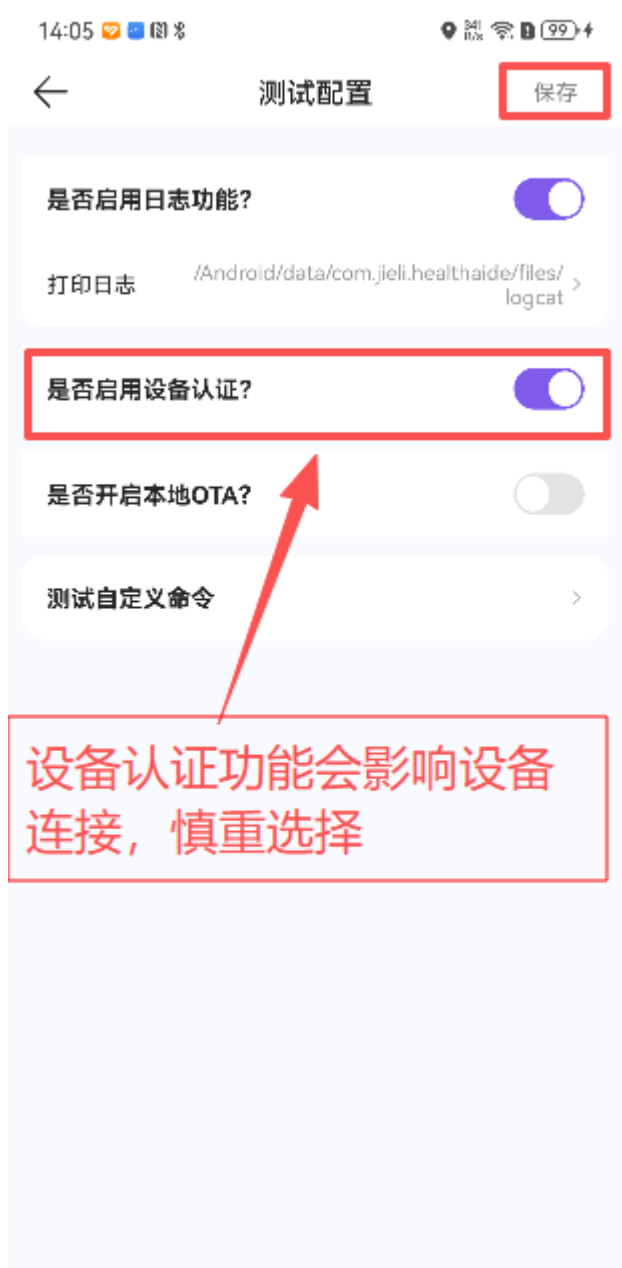 14:05
99
测试配置
保存
是否启用日志功能?
打印日志
/Android/data/com.jieli.healthaide/files/
logcat
是否启用设备认证?
是否开启本地OTA?
测试自定义命令
设备认证功能会影响设备
连接，慎重选择